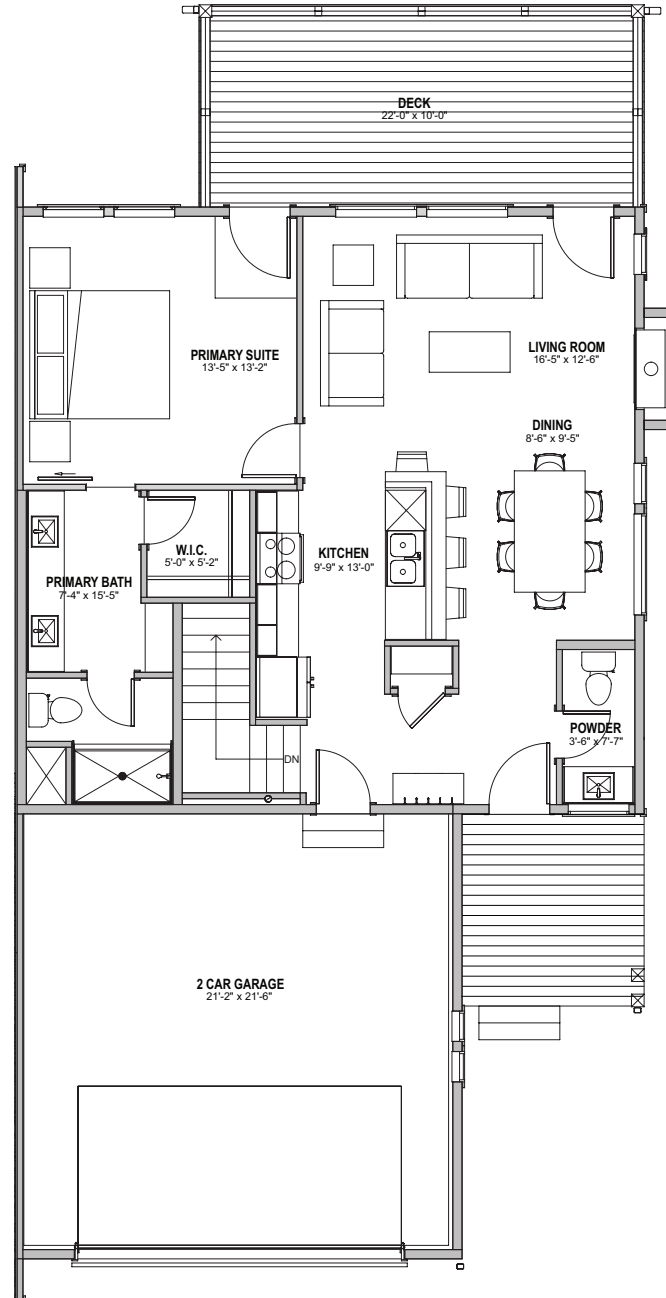 DECK
22'-0" x 10'-0"
PRIMARY SUITE
13'-5" x 13'-2"
LIVING ROOM
16'-5" x 12'-6"
DINING
8'-6" x 9'-5"
W.I.C.
5'-0" x 5'-2"
KITCHEN
9'-9" x 13'-0"
PRIMARY BATH
7'-4" x 15'-5"
POWDER
3'-6" x 7'-7"
DN
2 CAR GARAGE
21'-2" x 21'-6"